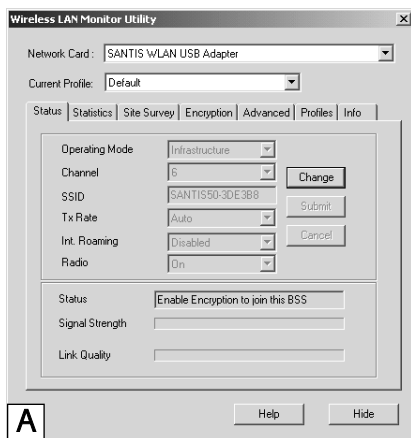 Wireless LAN Monitor Utility
Network Card : SANTIS WLAN USB Adapter
Current Profile: Default
Status Statistics Site Survey Encryption Advanced Profiles Info
Operating Mode Infrastructure
Channel 6
Change
SSID SANTIS50-3DE3B8
Submit
Tx Rate Auto
Int. Roaming Disabled
Cancel
Radio On
Status Enable Encryption to join this BSS
Signal Strength
Link Quality
A
Help Hide